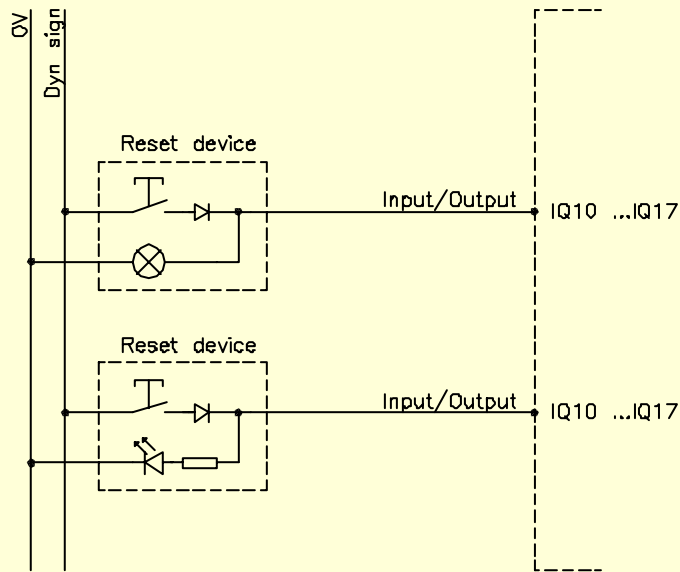 0V
Dyn sign
Reset device
Input/Output
IQ10 ...IQ17
Reset device
Input/Output
IQ10 ...IQ17